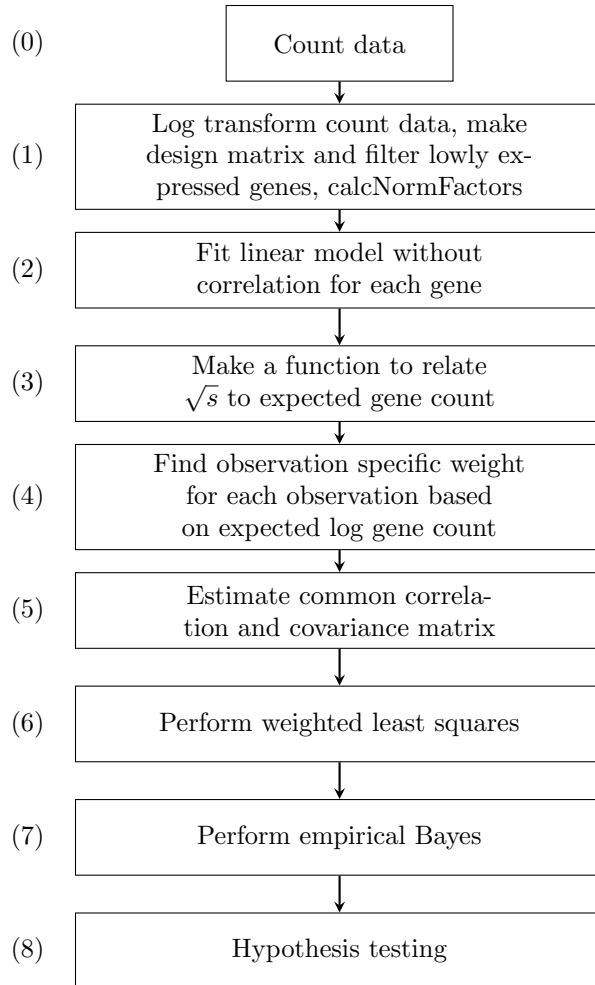 (0)
Count data
(1)
Log transform count data, make
design matrix and filter lowly ex-
pressed genes, calcNormFactors
(2)
Fit linear model without
correlation for each gene
(3)
Make a function to relate
√s to expected gene count
(4)
Find observation specific weight
for each observation based
on expected log gene count
(5)
Estimate common correla-
tion and covariance matrix
(6)
Perform weighted least squares
(7)
Perform empirical Bayes
(8)
Hypothesis testing